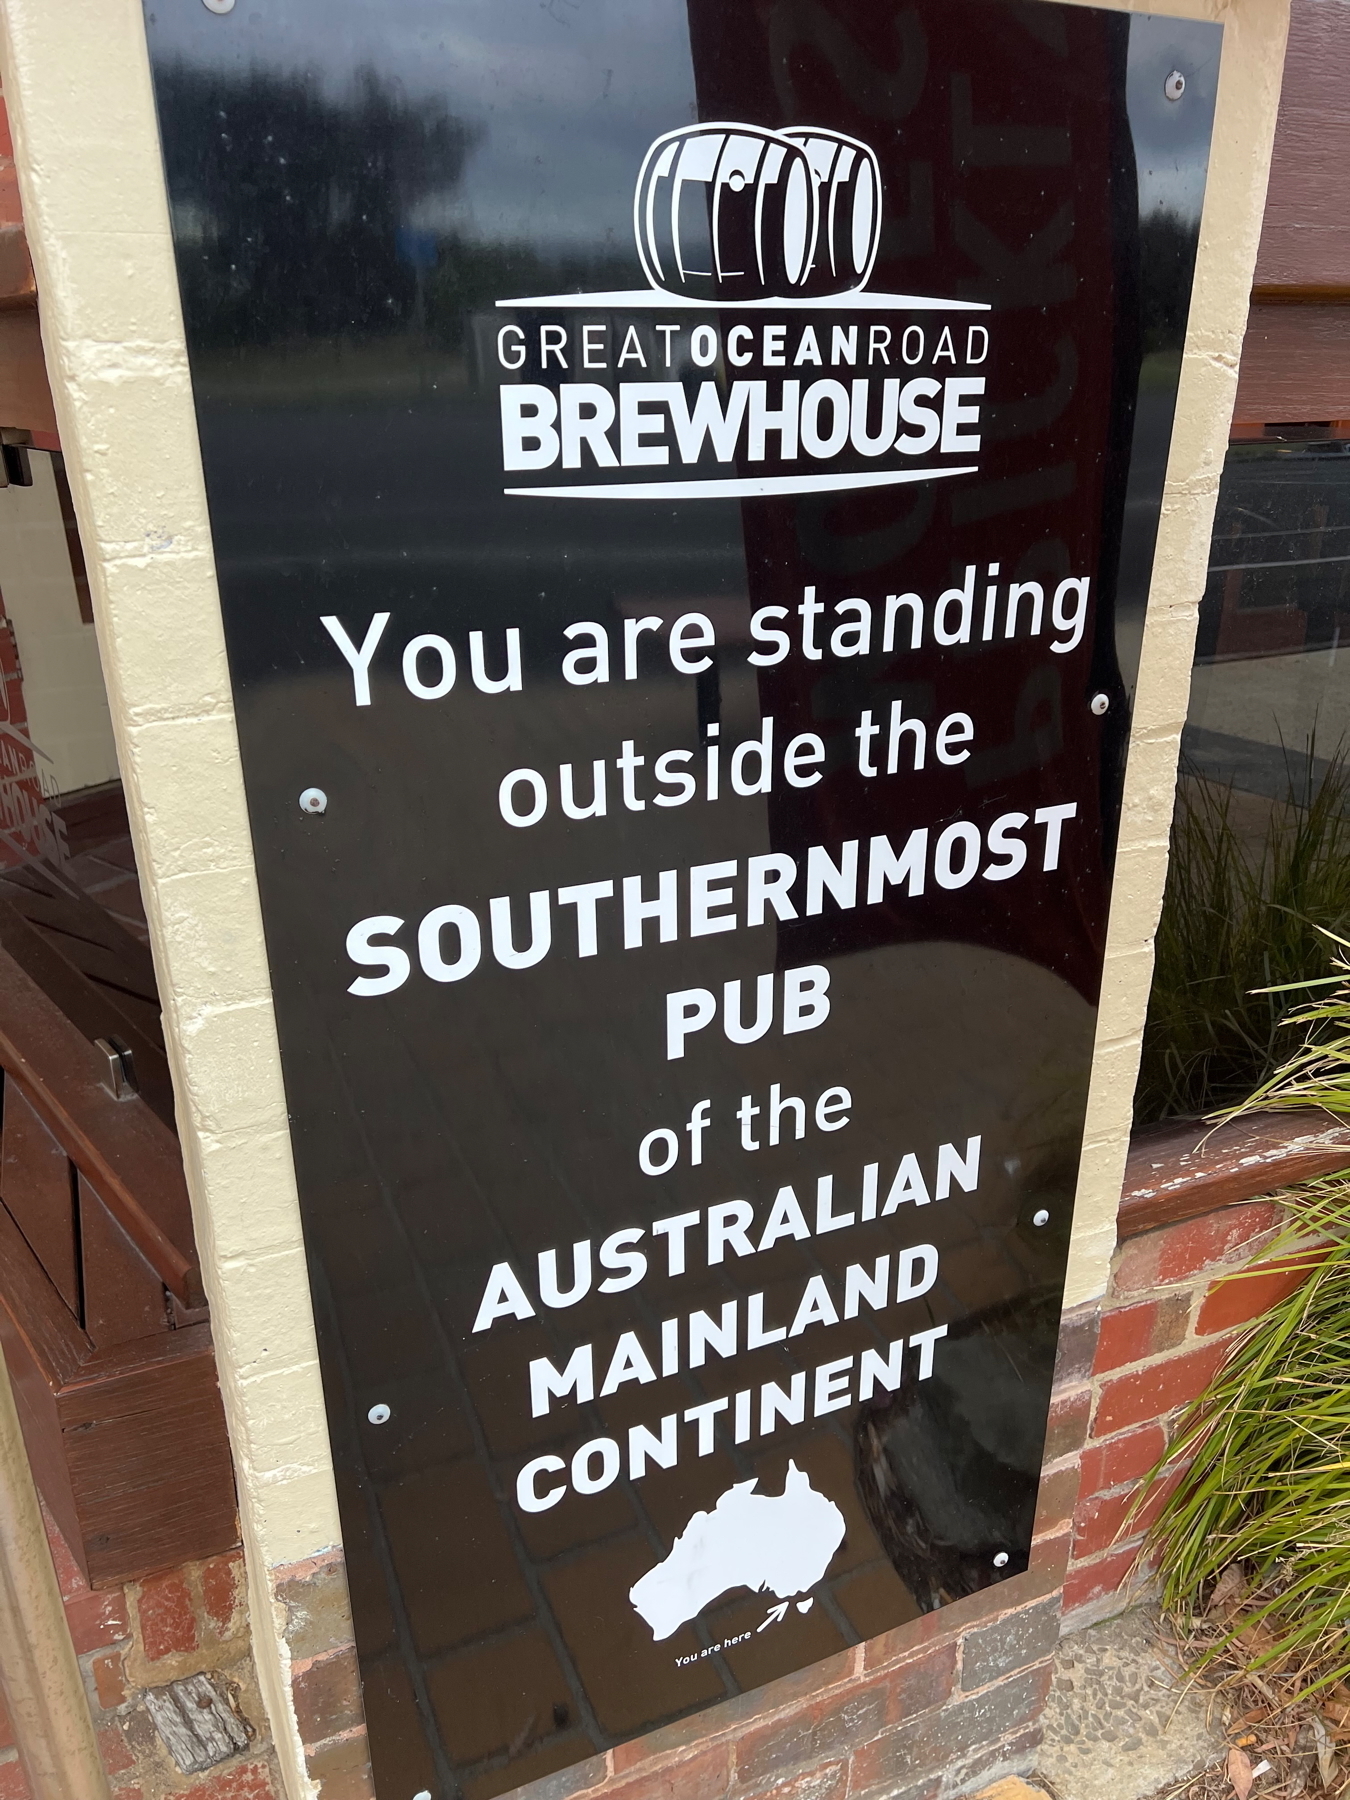 GREATOCEANROAD
BREWHOUSE
You are standing
outside the
SOUTHERNMOST
PUB
of the
AUSTRALIAN
MAINLAND
CONTINENT
You are here